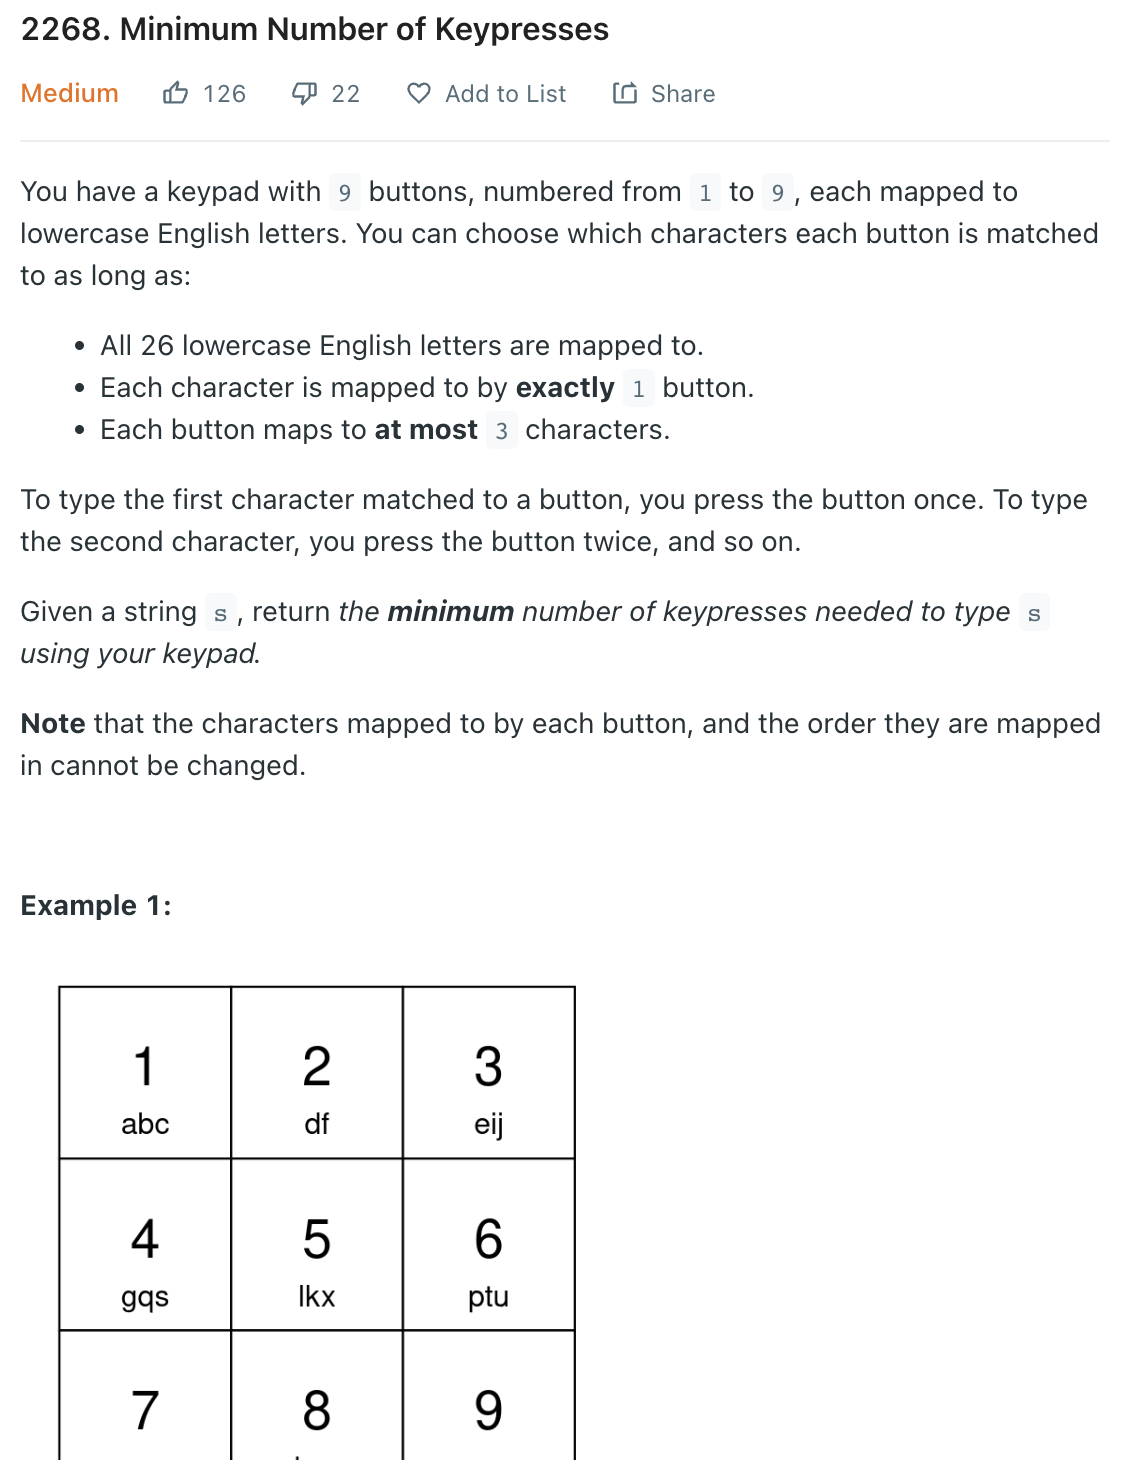 2268. Minimum Number of Keypresses
Medium 126 22 Add to List Share
You have a keypad with 9 buttons, numbered from 1 to 9 , each mapped to
lowercase English letters. You can choose which characters each button is matched
to as long as:
• All 26 lowercase English letters are mapped to.
• Each character is mapped to by exactly 1 button.
• Each button maps to at most 3 characters.
To type the first character matched to a button, you press the button once. To type
the second character, you press the button twice, and so on.
Given a string s , return the minimum number of keypresses needed to type s
using your keypad.
Note that the characters mapped to by each button, and the order they are mapped
in cannot be changed.
Example 1:
1 2 3
abc df eij
4 5 6
gqs lkx ptu
7 8 9